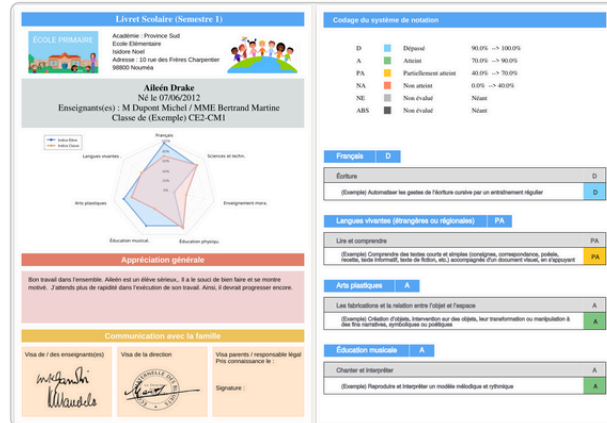 Livret Scolaire (Semestre 1)
ÉCOLE PRIMAIRE
Académie : Province Sud
Ecole Elémentaire
Isidore Noel
Adresse : 10 rue des Frères Charpentier
98800 Nouméa
Aileén Drake
Né le 07/06/2012
Enseignants(es) : M Dupont Michel / MME Bertrand Martine
Classe de (Exemple) CE2-CM1
Français
Langues vivantes
Sciences et techn.
Arts plastiques
Enseignement mora.
Éducation musical.
Éducation physiqu.
Appréciation générale
Bon travail dans l'ensemble. Aileén est un élève sérieux,. Il a le souci de bien faire et se montre
motivé. J'attends plus de rapidité dans l'exécution de son travail. Ainsi, il devrait progresser encore.
Communication avec la famille
Visa de / des enseignants(es)
Visa de la direction
Visa parents / responsable légal
Pris connaissance le :
Signature :
Codage du système de notation
D Dépassé 90.0% --> 100.0%
A Atteint 70.0% --> 90.0%
PA Partiellement atteint 40.0% --> 70.0%
NA Non atteint 0.0% --> 40.0%
NE Non évalué Néant
ABS Non évalué Néant
Français D
Écriture D
(Exemple) Automatiser les gestes de l'écriture cursive par un entraînement régulier D
Langues vivantes (étrangères ou régionales) PA
Lire et comprendre PA
(Exemple) Comprendre des textes courts et simples (consignes, correspondance, poésie,
recette, texte informatif, texte de fiction, etc.) accompagnés d'un document visuel, en s'appuyant PA
Arts plastiques A
Les fabrications et la relation entre l'objet et l'espace A
(Exemple) Création d'objets, intervention sur des objets, leur transformation ou manipulation à
des fins narratives, symboliques ou poétiques A
Éducation musicale A
Chanter et interpréter A
(Exemple) Reproduire et interpréter un modèle mélodique et rythmique A